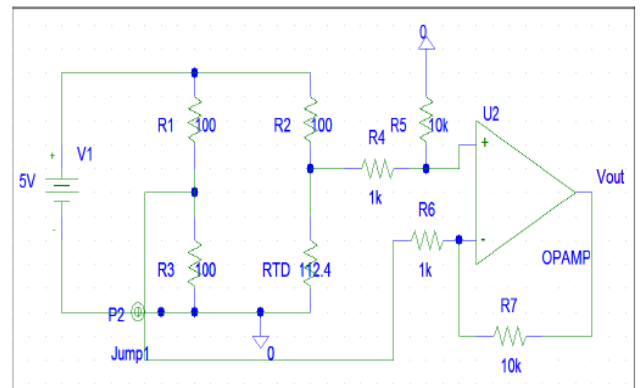 0
R1
100
R2
100
R4
1k
R5
10k
U2
+
V1
5V
+
-
R3
100
RTD
112.4
R6
1k
-
Vout
OPAMP
P2
Jump1
0
R7
10k